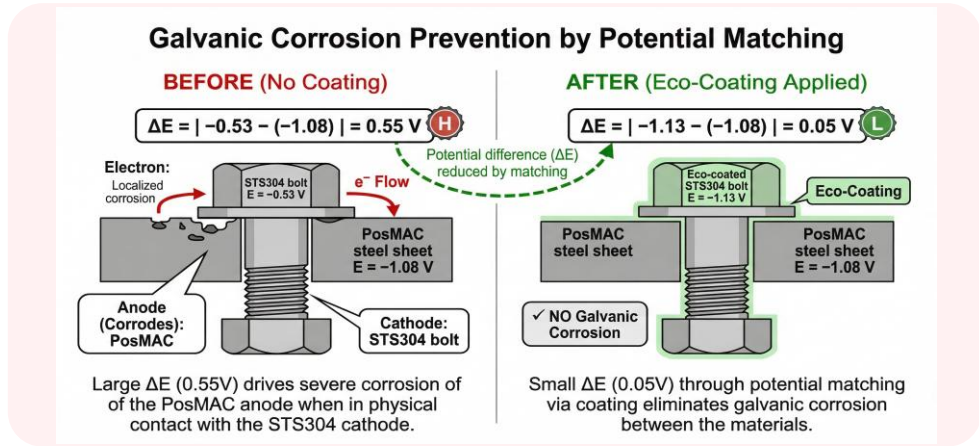 Galvanic Corrosion Prevention by Potential Matching
BEFORE (No Coating)
ΔE = | −0.53 − (−1.08) | = 0.55 V
H
Electron:
Localized
corrosion
STS304 bolt
E = −0.53 V
e⁻ Flow
PosMAC
steel sheet
E = −1.08 V
Anode
(Corrodes):
PosMAC
Cathode:
STS304 bolt
Large ΔE (0.55V) drives severe corrosion of
of the PosMAC anode when in physical
contact with the STS304 cathode.
Potential difference (ΔE)
reduced by matching
AFTER (Eco-Coating Applied)
ΔE = | −1.13 − (−1.08) | = 0.05 V
L
Eco-coated
STS304 bolt
E = −1.13 V
Eco-Coating
PosMAC
steel sheet
PosMAC
steel sheet
E = −1.08 V
✓ NO Galvanic
Corrosion
Small ΔE (0.05V) through potential matching
via coating eliminates galvanic corrosion
between the materials.